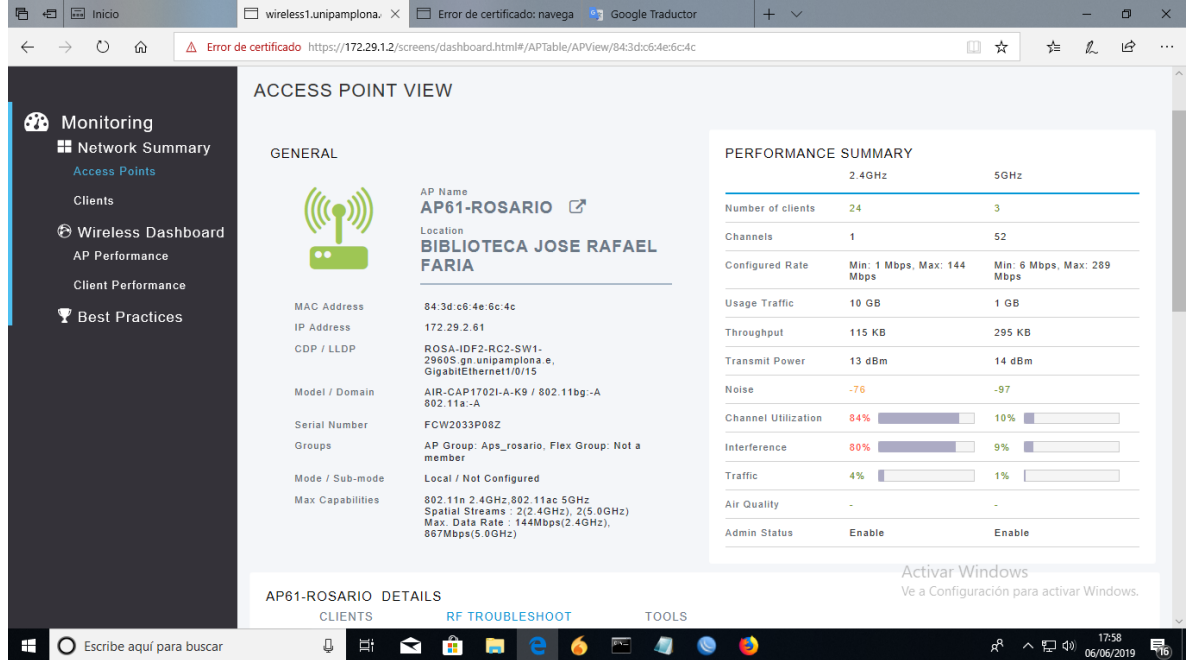 Inicio
wireless1.unipamplona.
Error de certificado: navega
Google Traductor
Error de certificado https://172.29.1.2/screens/dashboard.html#/APTable/APView/84:3d:c6:4e:6c:4c
Monitoring
Network Summary
Access Points
Clients
Wireless Dashboard
AP Performance
Client Performance
Best Practices
ACCESS POINT VIEW
GENERAL
AP Name
AP61-ROSARIO
Location
BIBLIOTECA JOSE RAFAEL
FARIA
MAC Address 84:3d:c6:4e:6c:4c
IP Address 172.29.2.61
CDP / LLDP ROSA-IDF2-RC2-SW1-
2960S.gn.unipamplona.e,
GigabitEthernet1/0/15
Model / Domain AIR-CAP1702I-A-K9 / 802.11bg:-A
802.11a:-A
Serial Number FCW2033P08Z
Groups AP Group: Aps_rosario, Flex Group: Not a
member
Mode / Sub-mode Local / Not Configured
Max Capabilities 802.11n 2.4GHz,802.11ac 5GHz
Spatial Streams : 2(2.4GHz), 2(5.0GHz)
Max. Data Rate : 144Mbps(2.4GHz),
867Mbps(5.0GHz)
PERFORMANCE SUMMARY
2.4GHz 5GHz
Number of clients 24 3
Channels 1 52
Configured Rate Min: 1 Mbps, Max: 144 Min: 6 Mbps, Max: 289
Mbps Mbps
Usage Traffic 10 GB 1 GB
Throughput 115 KB 295 KB
Transmit Power 13 dBm 14 dBm
Noise -76 -97
Channel Utilization 84% 10%
Interference 80% 9%
Traffic 4% 1%
Air Quality - -
Admin Status Enable Enable
AP61-ROSARIO DETAILS
CLIENTS RF TROUBLESHOOT TOOLS
Activar Windows
Ve a Configuración para activar Windows.
Escribe aquí para buscar
17:58
06/06/2019
16